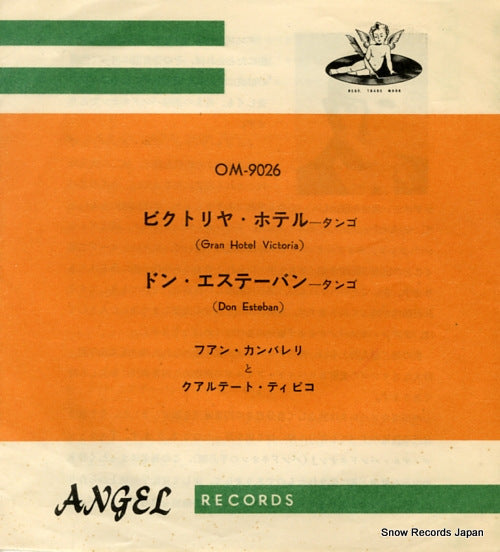 REGD. TRADE MARK
OM-9026
ビクトリヤ・ホテル―タンゴ
(Gran Hotel Victoria)
ドン・エステーバン―タンゴ
(Don Esteban)
フアン・カンバレリ
と
クアルテート・ティピコ
ANGEL RECORDS
Snow Records Japan